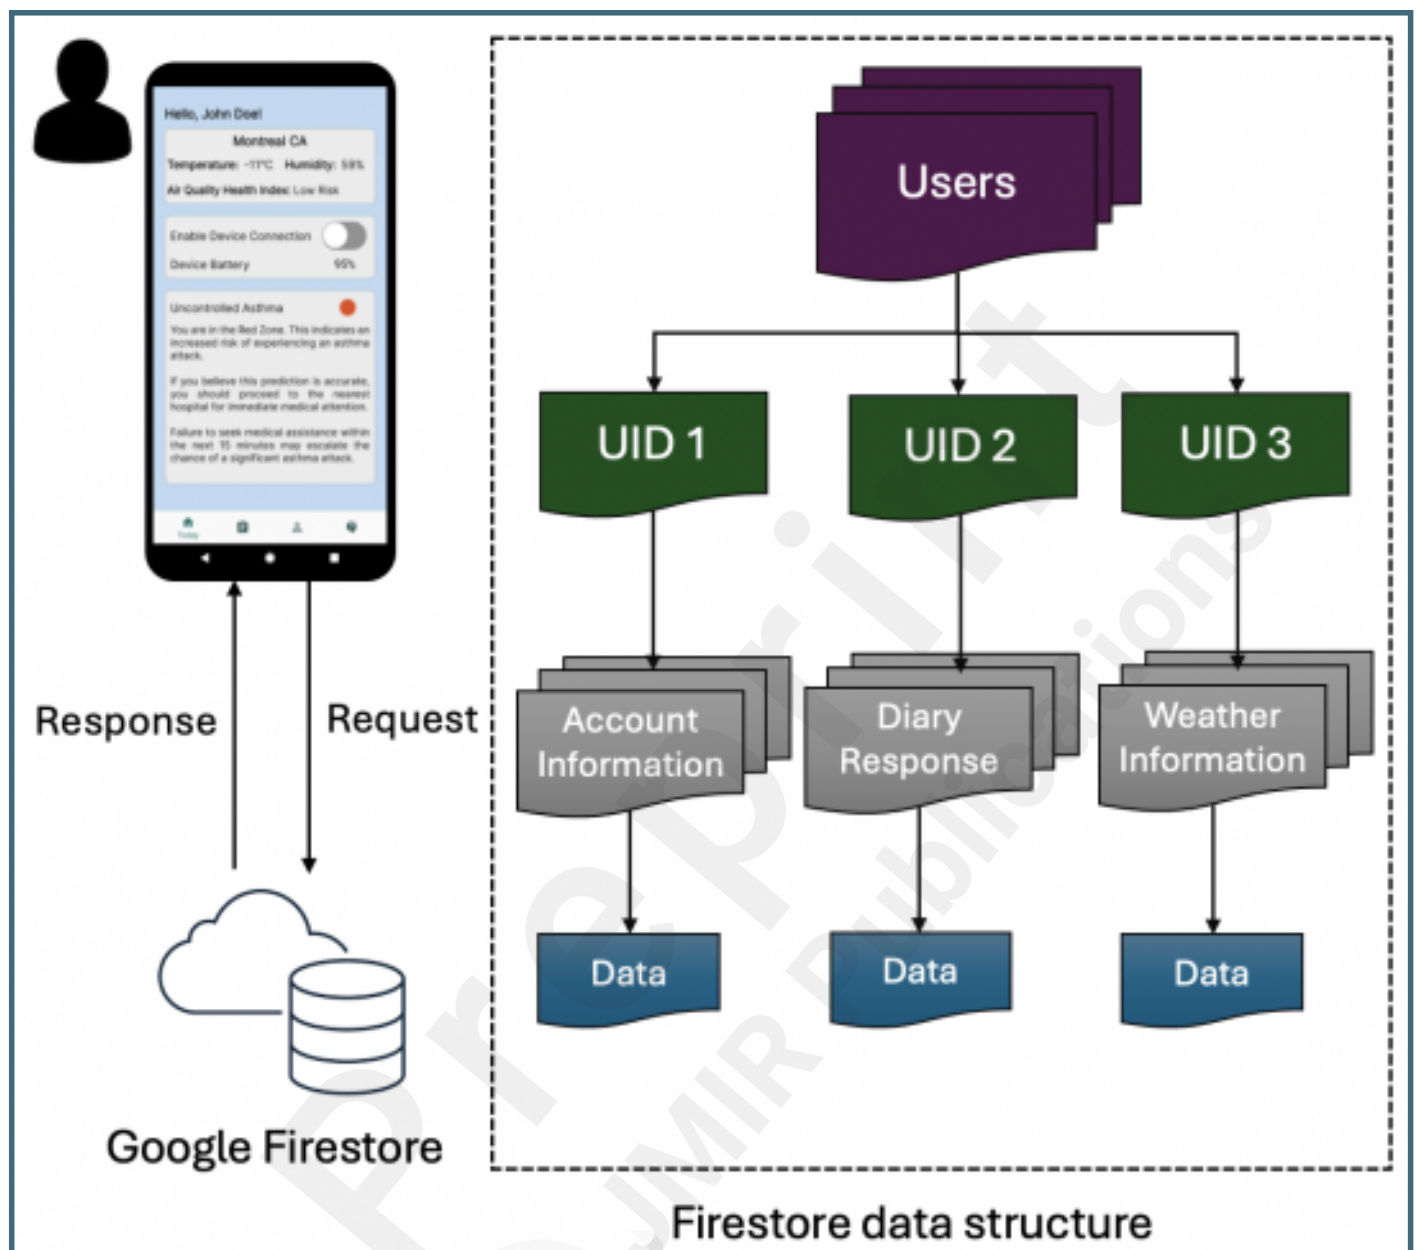 Hello, John Doe!
Montreal CA
Temperature: -11°C Humidity: 59%
Air Quality Health Index: Low Risk
Enable Device Connection
Device Battery 95%
Uncontrolled Asthma
You are in the Red Zone. This indicates an
increased risk of experiencing an asthma
attack.
If you believe this prediction is accurate,
you should proceed to the nearest
hospital for immediate medical attention.
Failure to seek medical assistance within
the next 15 minutes may escalate the
chance of a significant asthma attack.
Today
Response
Request
Google Firestore
Users
UID 1
UID 2
UID 3
Account
Information
Diary
Response
Weather
Information
Data
Data
Data
Firestore data structure
Preprint
JMIR Publications